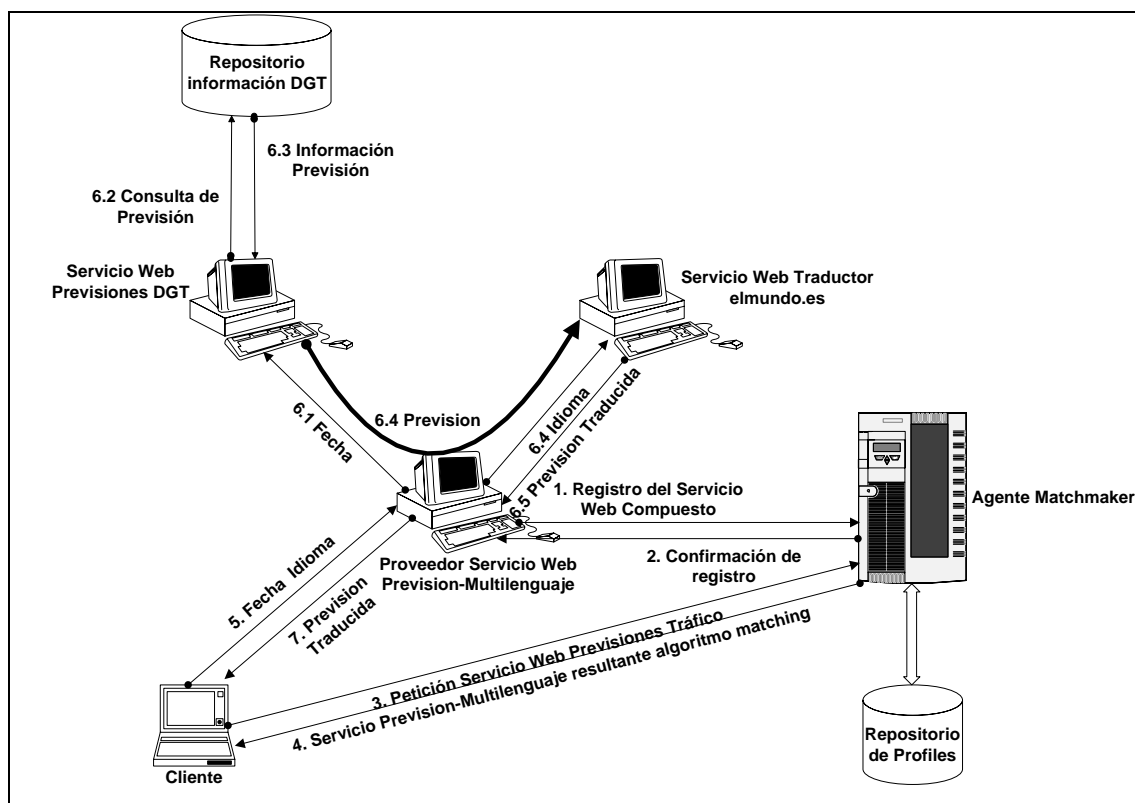 Repositorio
información DGT
6.3 Información
Previsión
6.2 Consulta de
Previsión
Servicio Web
Previsiones DGT
Servicio Web Traductor
elmundo.es
6.1 Fecha
6.4 Prevision
6.4 Idioma
6.5 Prevision Traducida
1. Registro del Servicio
Web Compuesto
Agente Matchmaker
2. Confirmación de
registro
Proveedor Servicio Web
Prevision-Multilenguaje
5. Fecha Idioma
7. Prevision
Traducida
3. Petición Servicio Web Previsiones Tráfico
4. Servicio Prevision-Multilenguaje resultante algoritmo matching
Cliente
Repositorio
de Profiles